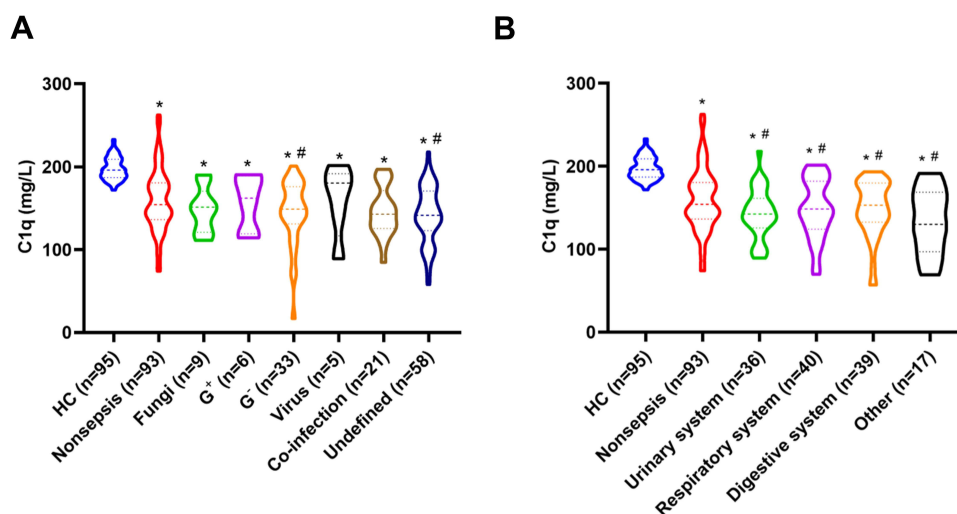 A
C1q (mg/L)
300
200
100
0
* * * * # * * * #
HC (n=95)
Nonsepsis (n=93)
Fungi (n=9)
G+ (n=6)
G- (n=33)
Virus (n=5)
Co-infection (n=21)
Undefined (n=58)
B
C1q (mg/L)
300
200
100
0
* * # * # * # * #
HC (n=95)
Nonsepsis (n=93)
Urinary system (n=36)
Respiratory system (n=40)
Digestive system (n=39)
Other (n=17)